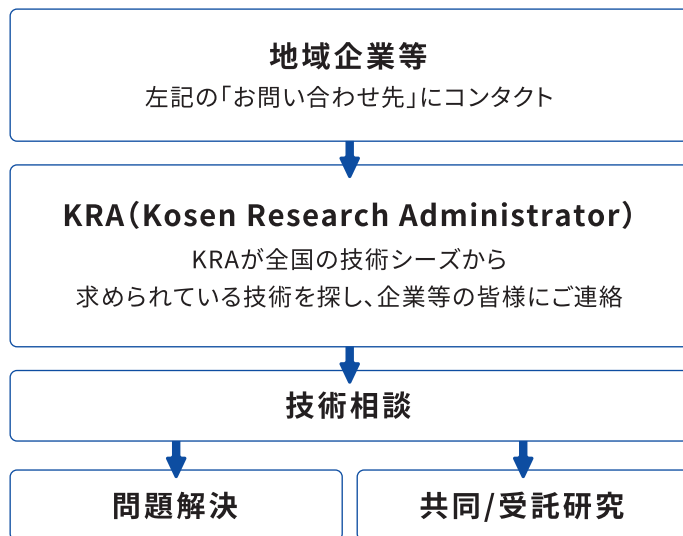 地域企業等
左記の「お問い合わせ先」にコンタクト
KRA（Kosen Research Administrator）
KRAが全国の技術シーズから
求められている技術を探し、企業等の皆様にご連絡
技術相談
問題解決
共同/受託研究